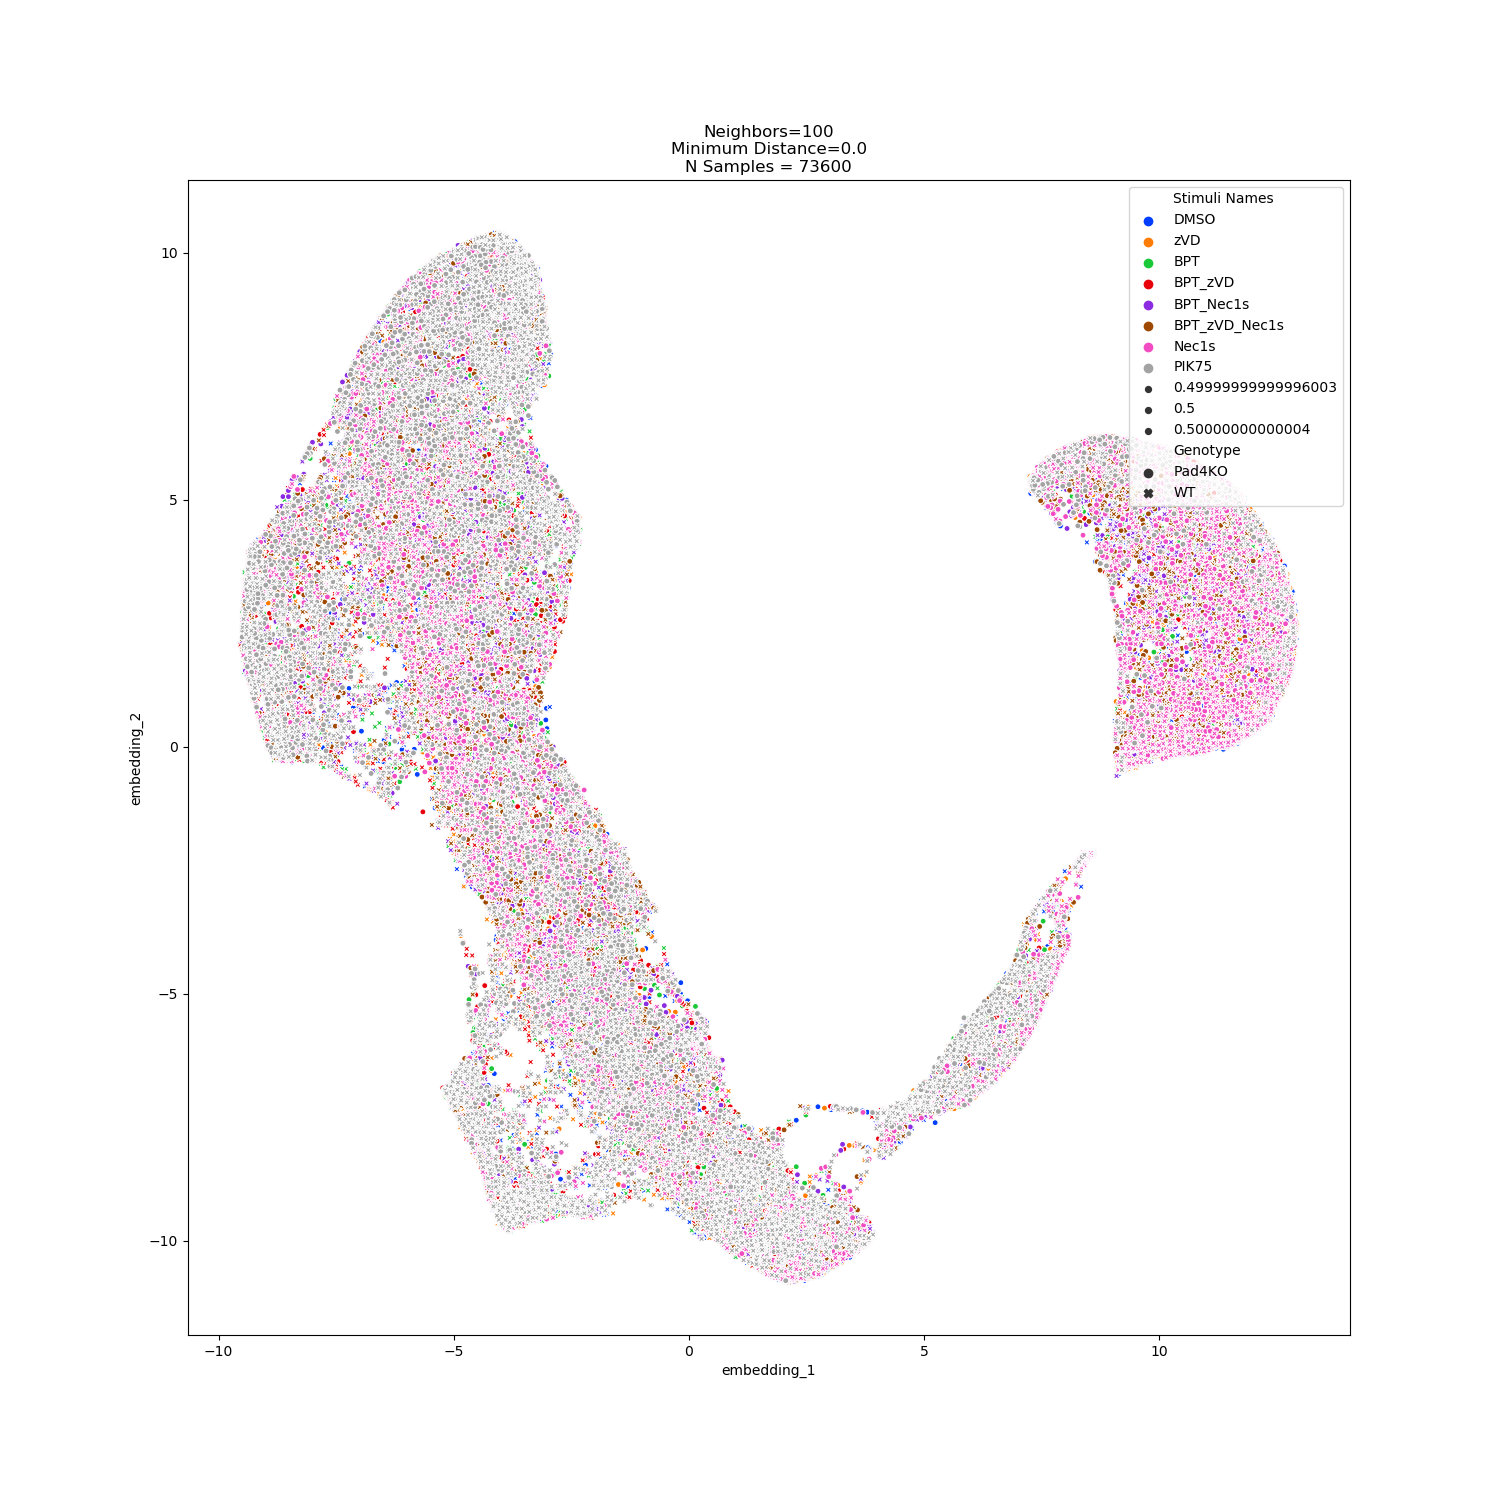 Neighbors=100
Minimum Distance=0.0
N Samples = 73600
Stimuli Names
DMSO
zVD
BPT
BPT_zVD
BPT_Nec1s
BPT_zVD_Nec1s
Nec1s
PIK75
0.49999999999996003
0.5
0.50000000000004
Genotype
Pad4KO
WT
10
5
0
−5
−10
embedding_2
−10
−5
0
5
10
embedding_1